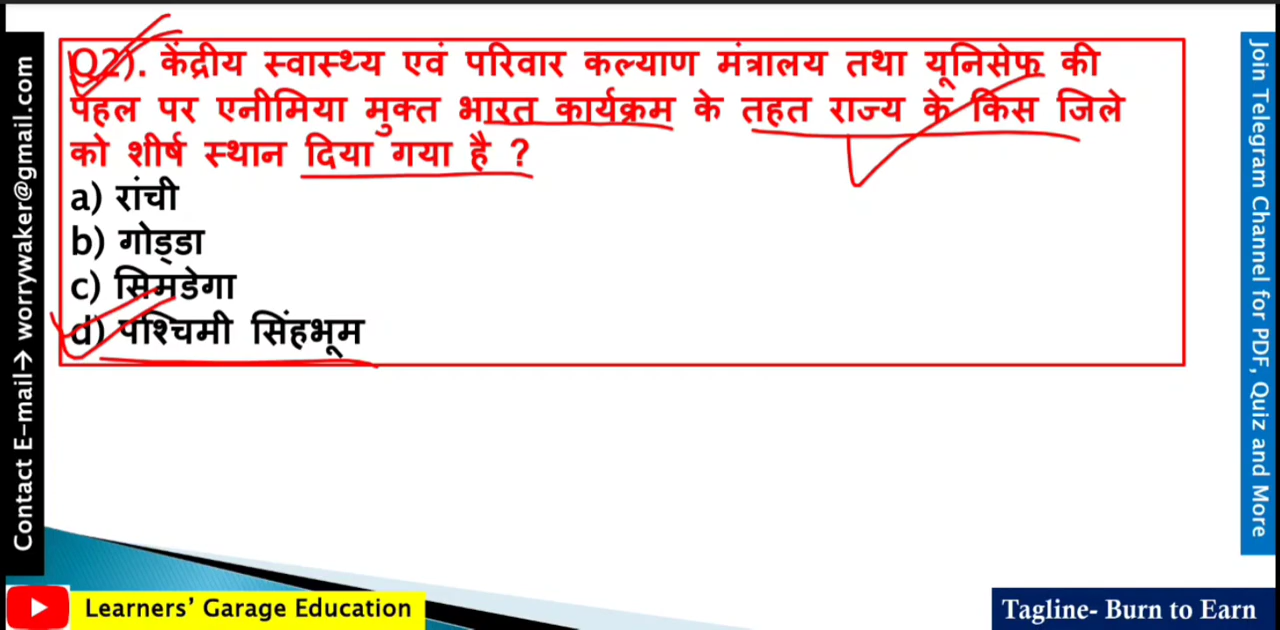 Q2). केंद्रीय स्वास्थ्य एवं परिवार कल्याण मंत्रालय तथा यूनिसेफ की
पहल पर एनीमिया मुक्त भारत कार्यक्रम के तहत राज्य के किस जिले
को शीर्ष स्थान दिया गया है ?
a) रांची
b) गोड्डा
c) सिमडेगा
d) पश्चिमी सिंहभूम
Contact E-mail→ worrywaker@gmail.com
Join Telegram Channel for PDF, Quiz and More
Learners’ Garage Education
Tagline- Burn to Earn